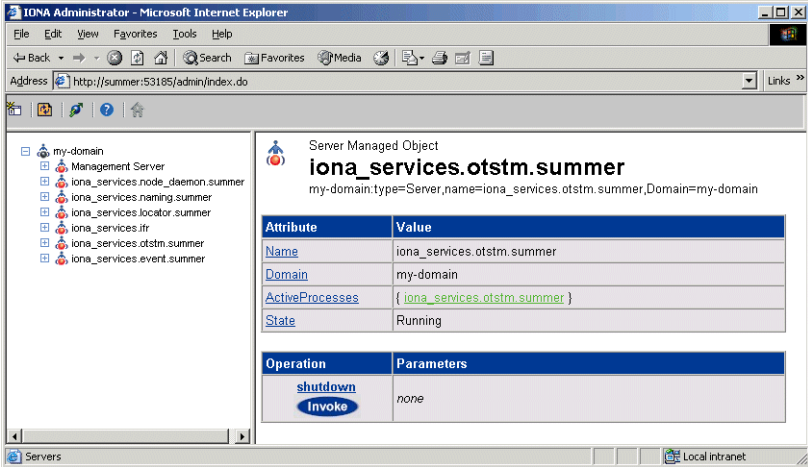 IONA Administrator - Microsoft Internet Explorer
File Edit View Favorites Tools Help
Back Search Favorites Media
Address http://summer:53185/admin/index.do Links »
my-domain
Management Server
iona_services.node_daemon.summer
iona_services.naming.summer
iona_services.locator.summer
iona_services.ifr
iona_services.otstm.summer
iona_services.event.summer
Server Managed Object
iona_services.otstm.summer
my-domain:type=Server,name=iona_services.otstm.summer,Domain=my-domain
Attribute Value
Name iona_services.otstm.summer
Domain my-domain
ActiveProcesses { iona_services.otstm.summer }
State Running
Operation Parameters
shutdown
Invoke
none
Servers Local intranet